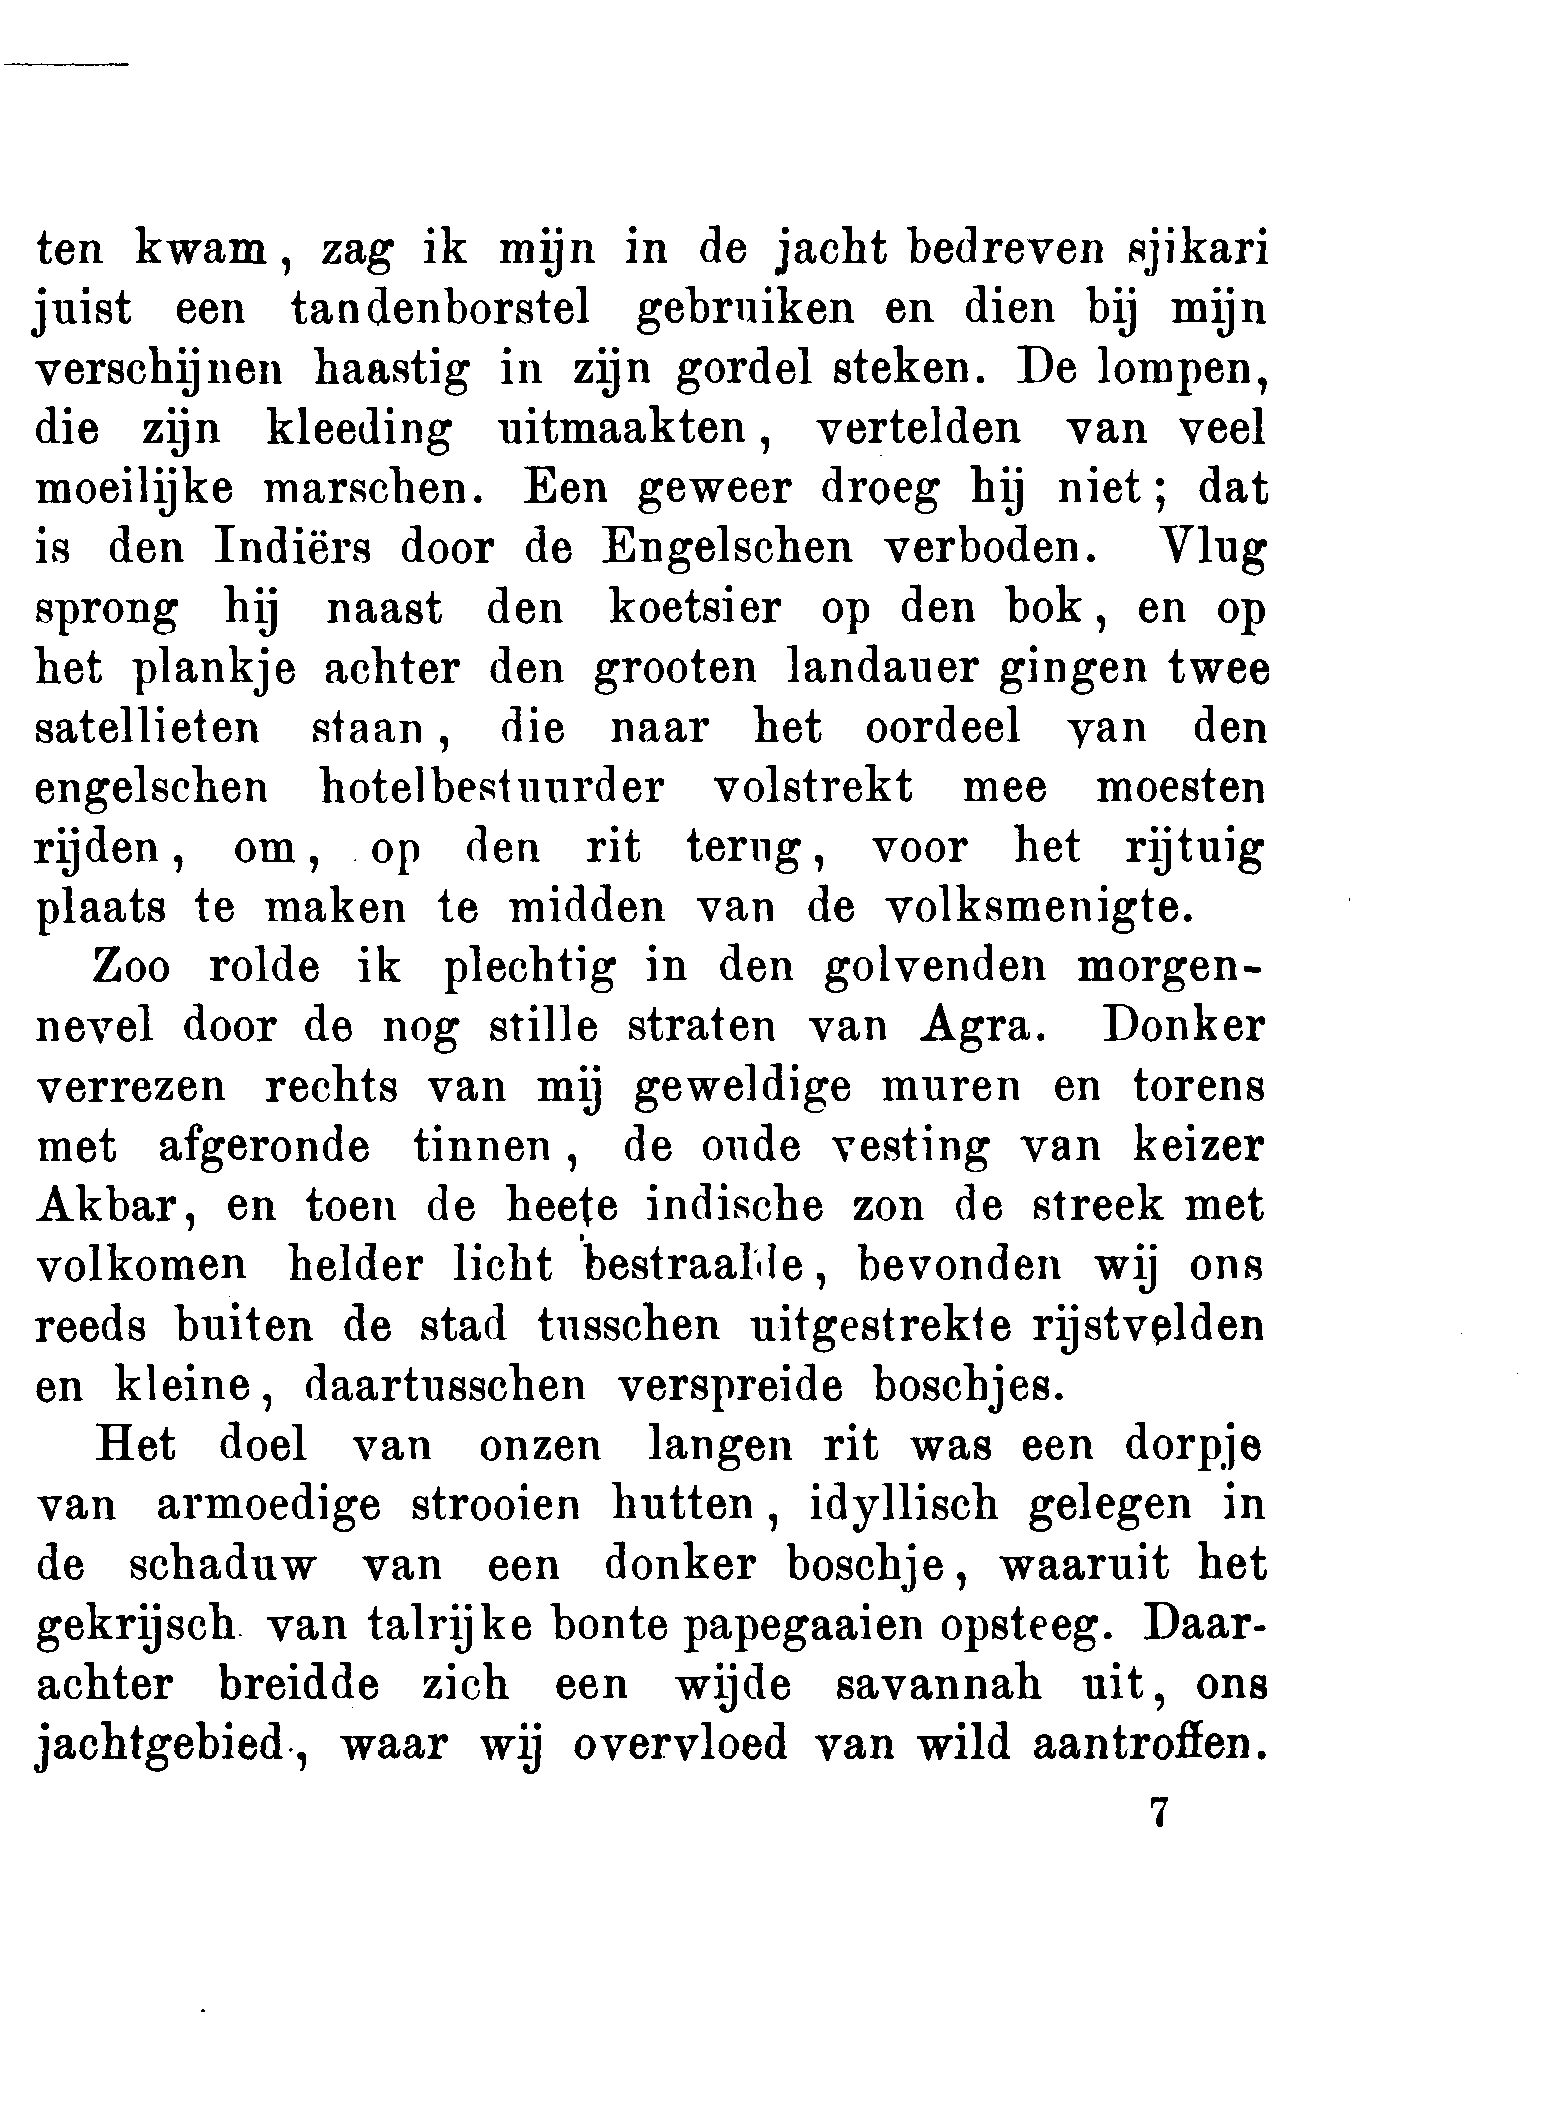 ten kwam, zag ik mijn in de jacht bedreven sjikari
juist een tandenborstel gebruiken en dien bij mijn
verschijnen haastig in zijn gordel steken. De lompen,
die zijn kleeding uitmaakten, vertelden van veel
moeilijke marschen. Een geweer droeg hij niet; dat
is den Indiërs door de Engelschen verboden. Vlug
sprong hij naast den koetsier op den bok, en op
het plankje achter den grooten landauer gingen twee
satellieten staan, die naar het oordeel van den
engelschen hotelbestuurder volstrekt mee moesten
rijden, om, op den rit terug, voor het rijtuig
plaats te maken te midden van de volksmenigte.
Zoo rolde ik plechtig in den golvenden morgen-
nevel door de nog stille straten van Agra. Donker
verrezen rechts van mij geweldige muren en torens
met afgeronde tinnen, de oude vesting van keizer
Akbar, en toen de heete indische zon de streek met
volkomen helder licht bestraalde, bevonden wij ons
reeds buiten de stad tusschen uitgestrekte rijstvelden
en kleine, daartusschen verspreide boschjes.
Het doel van onzen langen rit was een dorpje
van armoedige strooien hutten, idyllisch gelegen in
de schaduw van een donker boschje, waaruit het
gekrijsch van talrijke bonte papegaaien opsteeg. Daar-
achter breidde zich een wijde savannah uit, ons
jachtgebied, waar wij overvloed van wild aantroffen.
7